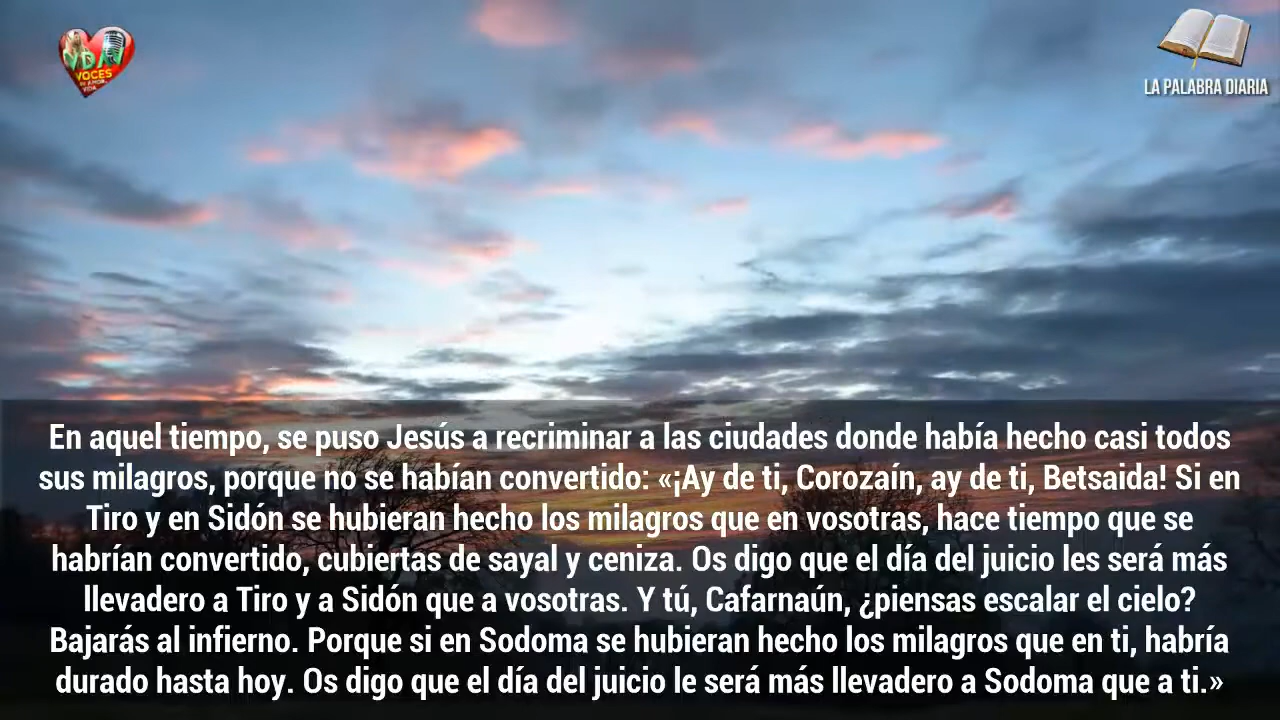 VDAV
VOCES
DE AMOR
VIDA
LA PALABRA DIARIA
En aquel tiempo, se puso Jesús a recriminar a las ciudades donde había hecho casi todos
sus milagros, porque no se habían convertido: «¡Ay de ti, Corozaín, ay de ti, Betsaida! Si en
Tiro y en Sidón se hubieran hecho los milagros que en vosotras, hace tiempo que se
habrían convertido, cubiertas de sayal y ceniza. Os digo que el día del juicio les será más
llevadero a Tiro y a Sidón que a vosotras. Y tú, Cafarnaún, ¿piensas escalar el cielo?
Bajarás al infierno. Porque si en Sodoma se hubieran hecho los milagros que en ti, habría
durado hasta hoy. Os digo que el día del juicio le será más llevadero a Sodoma que a ti.»